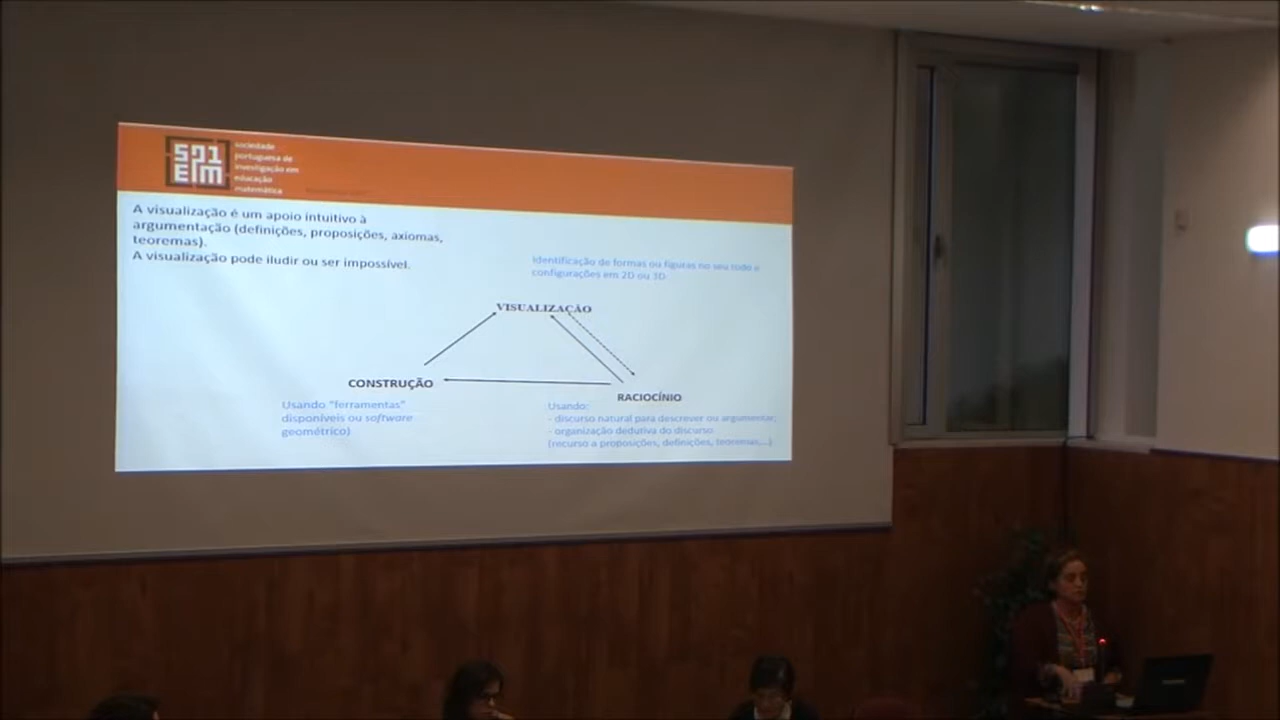 sp1
EM
sociedade
portuguesa de
investigação em
educação
matemática
A visualização é um apoio intuitivo à
argumentação (definições, proposições, axiomas,
teoremas).
A visualização pode iludir ou ser impossível.
Identificação de formas ou figuras no seu todo e
configurações em 2D ou 3D
VISUALIZAÇÃO
CONSTRUÇÃO
RACIOCÍNIO
Usando “ferramentas”
disponíveis ou software
geométrico)
Usando:
- discurso natural para descrever ou argumentar;
- organização dedutiva do discurso
(recurso a proposições, definições, teoremas,...)